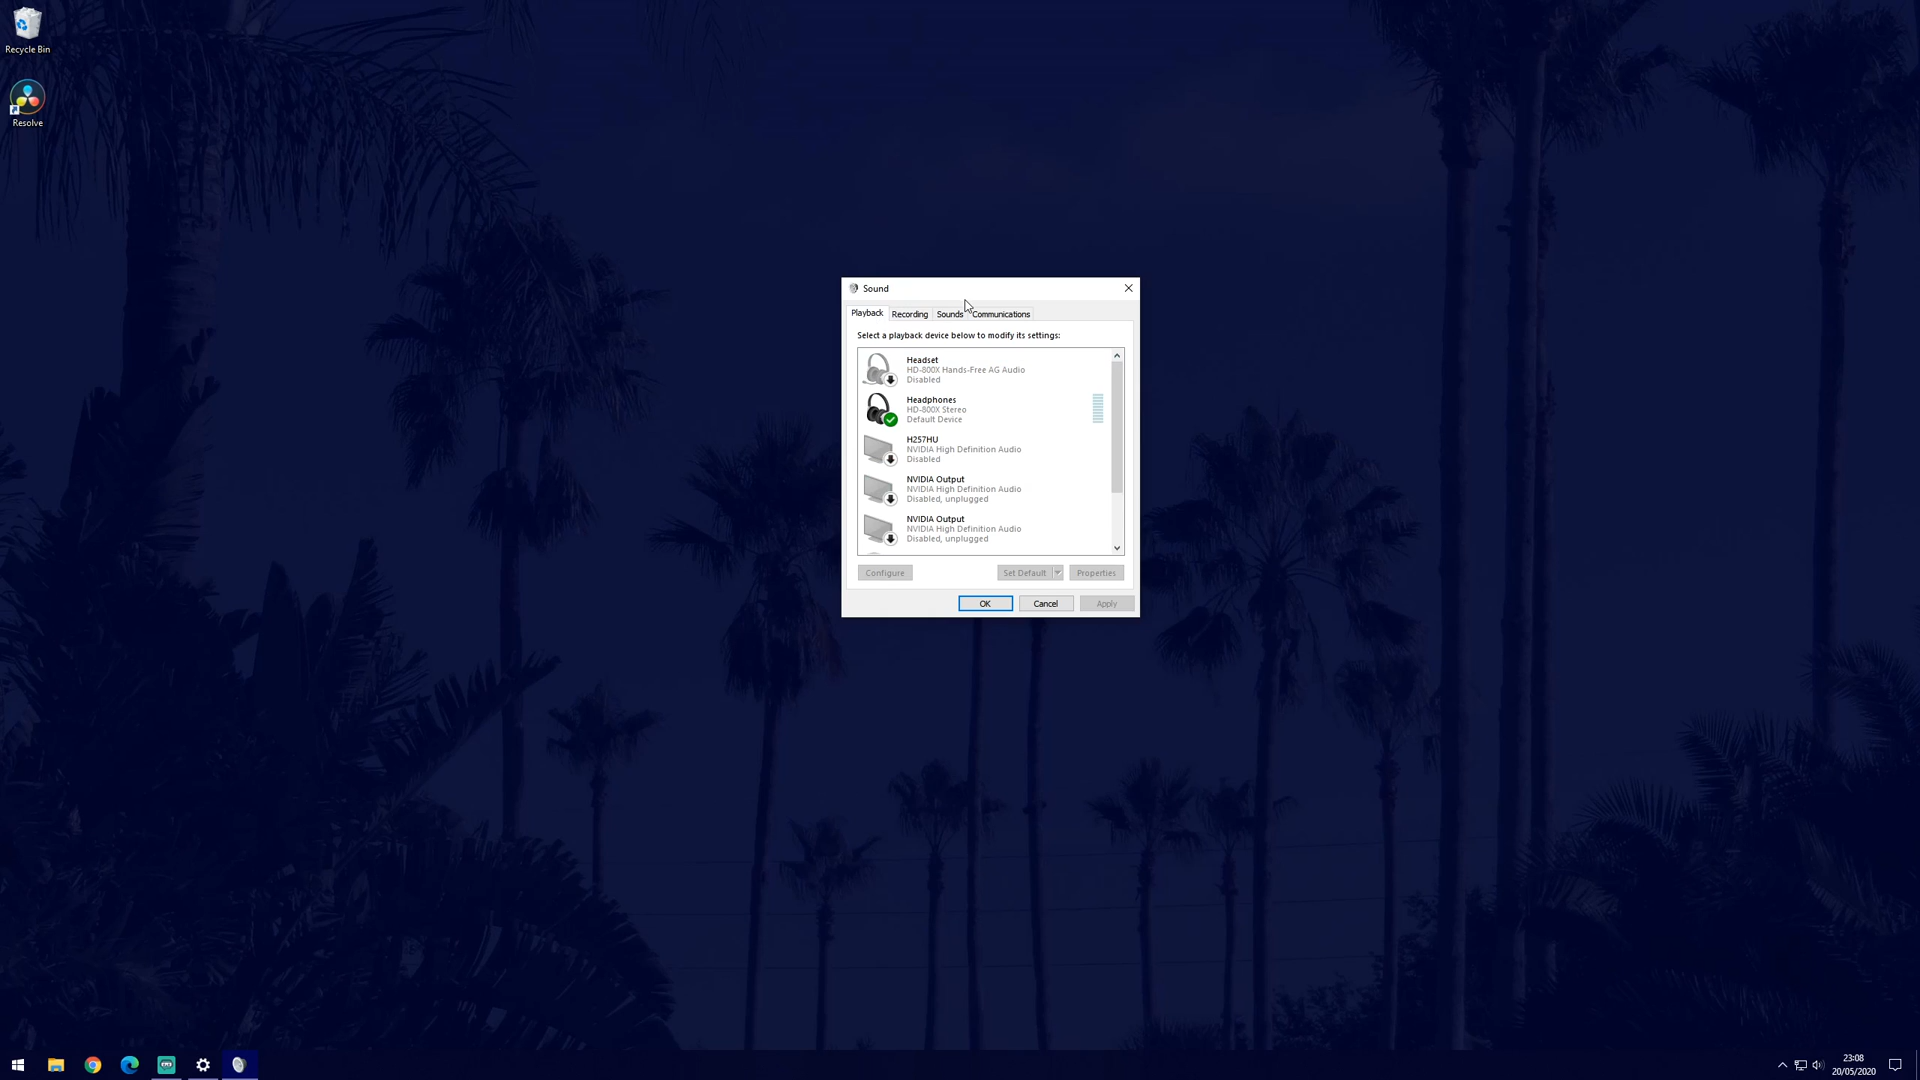 Recycle Bin
Resolve
Sound
Playback Recording Sounds Communications
Select a playback device below to modify its settings:
Headset
HD-800X Hands-Free AG Audio
Disabled
Headphones
HD-800X Stereo
Default Device
H257HU
NVIDIA High Definition Audio
Disabled
NVIDIA Output
NVIDIA High Definition Audio
Disabled, unplugged
NVIDIA Output
NVIDIA High Definition Audio
Disabled, unplugged
Configure Set Default Properties
OK Cancel Apply
23:08
20/05/2020